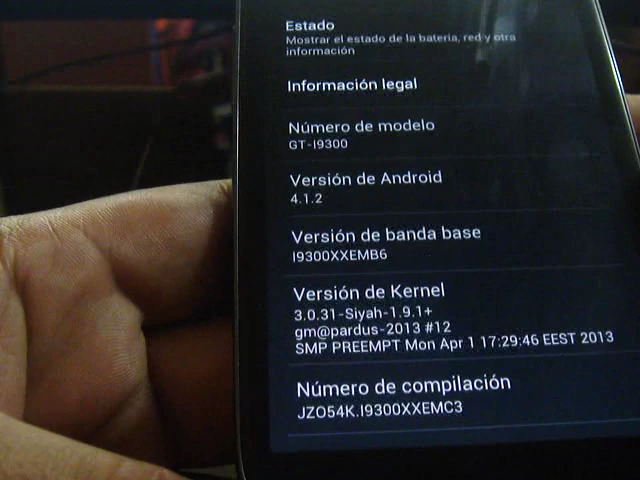 Estado
Mostrar el estado de la batería, red y otra
información
Información legal
Número de modelo
GT-I9300
Versión de Android
4.1.2
Versión de banda base
I9300XXEMB6
Versión de Kernel
3.0.31-Siyah-1.9.1+
gm@pardus-2013 #12
SMP PREEMPT Mon Apr 1 17:29:46 EEST 2013
Número de compilación
JZO54K.I9300XXEMC3